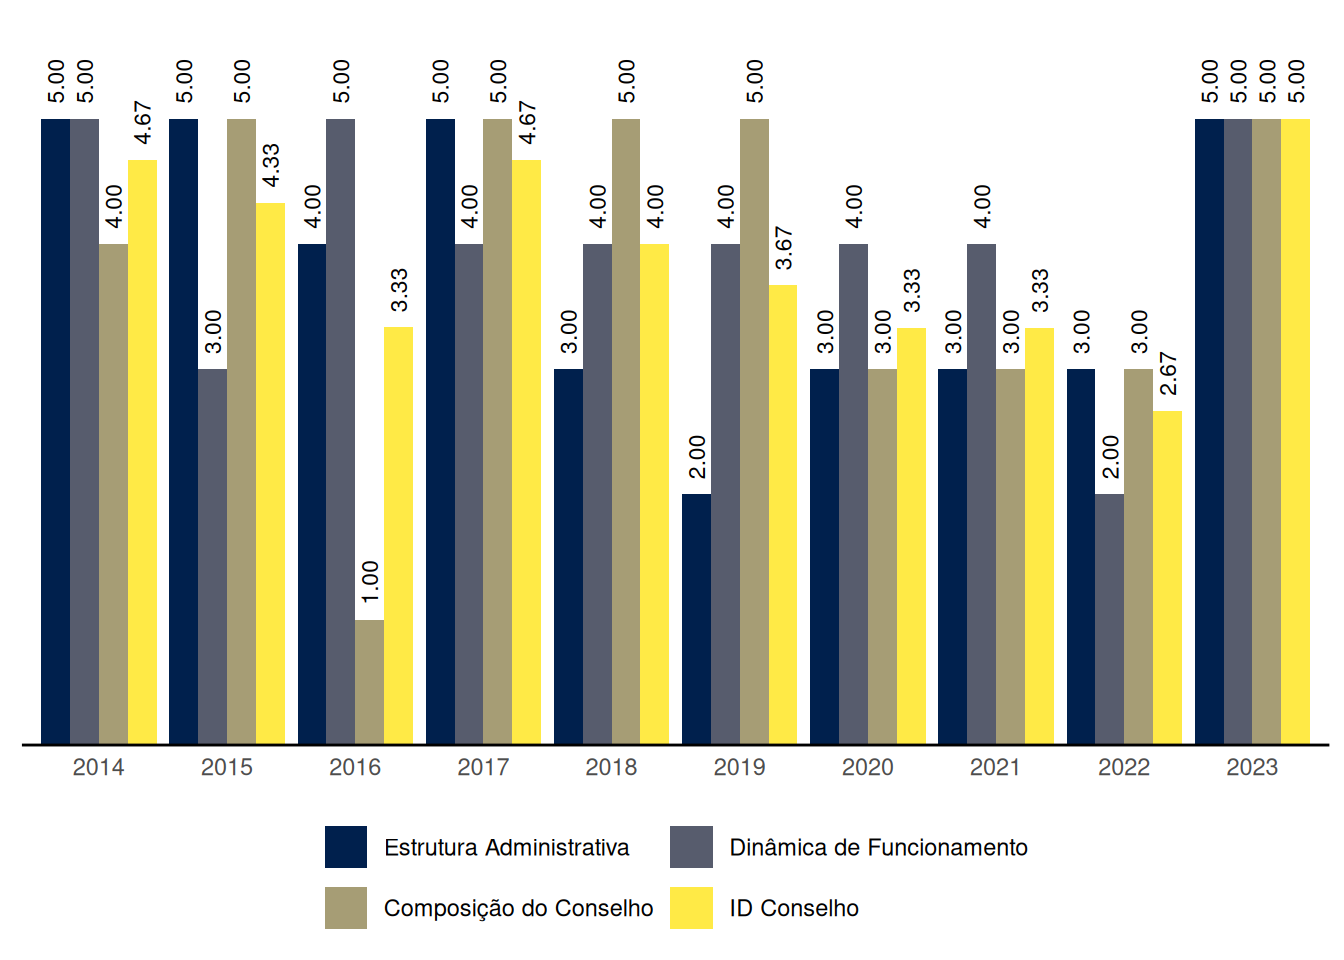 5.00 5.00 4.00 4.67 5.00 3.00 5.00 4.33 4.00 5.00 1.00 3.33 5.00 4.00 5.00 4.67 3.00 4.00 5.00 4.00 2.00 4.00 5.00 3.67 3.00 4.00 3.00 3.33 3.00 4.00 3.00 3.33 3.00 2.00 3.00 2.67 5.00 5.00 5.00 5.00
2014 2015 2016 2017 2018 2019 2020 2021 2022 2023
Estrutura Administrativa Dinâmica de Funcionamento
Composição do Conselho ID Conselho